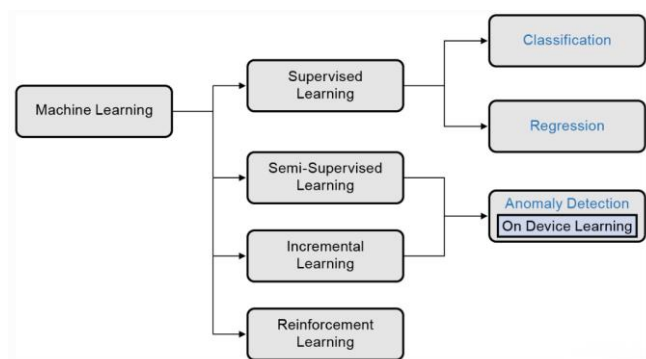 Machine Learning
Supervised
Learning
Semi-Supervised
Learning
Incremental
Learning
Reinforcement
Learning
Classification
Regression
Anomaly Detection
On Device Learning